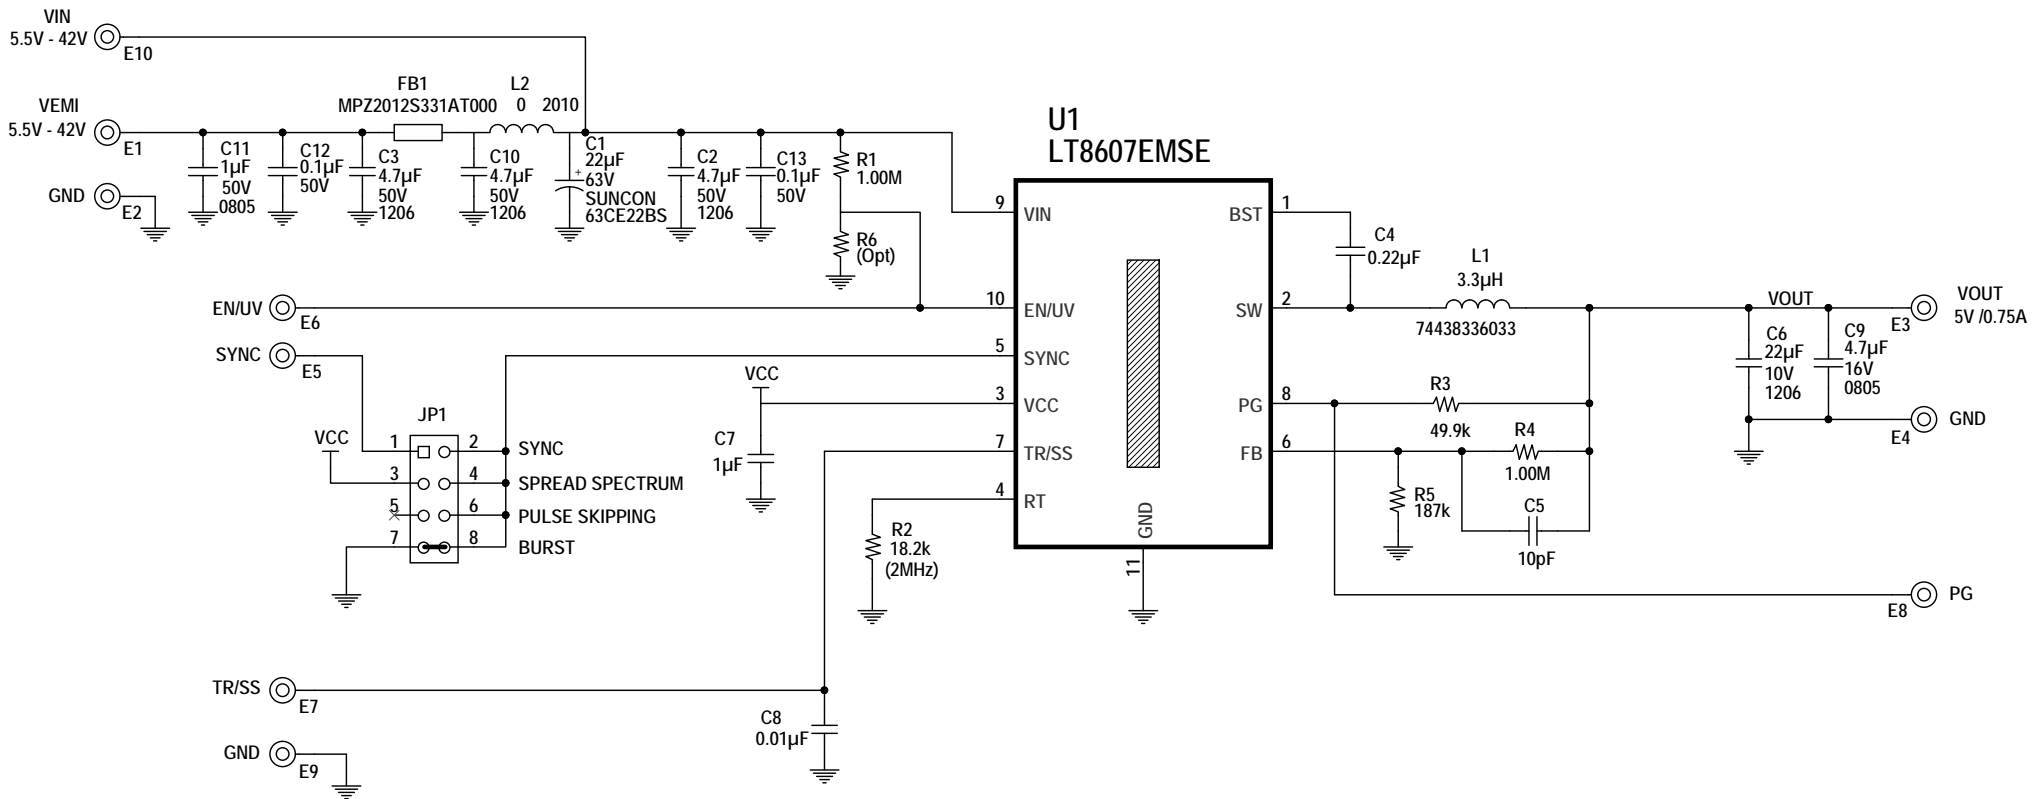 VIN
5.5V - 42V
E10
VEMI
5.5V - 42V
E1
GND
E2
C11
1µF
50V
0805
C12
0.1µF
50V
C3
4.7µF
50V
1206
FB1
MPZ2012S331AT000
L2
0 2010
C10
4.7µF
50V
1206
C1
22µF
+
63V
SUNCON
63CE22BS
C2
4.7µF
50V
1206
C13
0.1µF
50V
R1
1.00M
R6
(Opt)
EN/UV
E6
SYNC
E5
JP1
VCC
1
2
SYNC
3
4
SPREAD SPECTRUM
5
6
PULSE SKIPPING
7
8
BURST
VCC
C7
1µF
R2
18.2k
(2MHz)
TR/SS
E7
C8
0.01µF
GND
E9
U1
LT8607EMSE
9
VIN
10
EN/UV
5
SYNC
3
VCC
7
TR/SS
4
RT
GND
11
BST
1
SW
2
PG
8
FB
6
C4
0.22µF
L1
3.3µH
74438336033
R3
49.9k
R4
1.00M
R5
187k
C5
10pF
VOUT
C6
22µF
10V
1206
C9
4.7µF
16V
0805
E3
VOUT
5V /0.75A
GND
E4
PG
E8